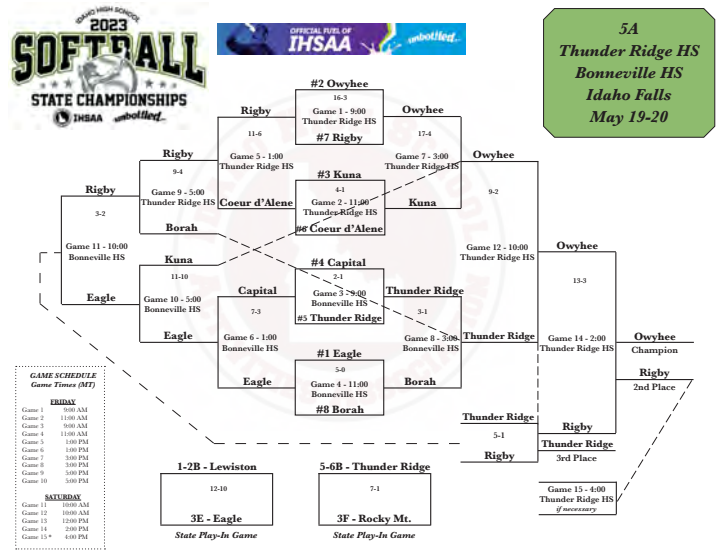 IDAHO HIGH SCHOOL
2023
SOFTBALL
STATE CHAMPIONSHIPS
IHSAA unbottled..
OFFICIAL FUEL OF
IHSAA
unbottled..
5A
Thunder Ridge HS
Bonneville HS
Idaho Falls
May 19-20
#2 Owyhee
16-3
Game 1 - 9:00
Thunder Ridge HS
#7 Rigby
#3 Kuna
4-1
Game 2 - 11:00
Thunder Ridge HS
#6 Coeur d'Alene
#4 Capital
2-1
Game 3 - 9:00
Bonneville HS
#5 Thunder Ridge
#1 Eagle
5-0
Game 4 - 11:00
Bonneville HS
#8 Borah
Rigby
11-6
Game 5 - 1:00
Thunder Ridge HS
Coeur d'Alene
Capital
7-3
Game 6 - 1:00
Bonneville HS
Eagle
Owyhee
17-4
Game 7 - 3:00
Thunder Ridge HS
Kuna
Thunder Ridge
3-1
Game 8 - 3:00
Bonneville HS
Borah
Rigby
9-4
Game 9 - 5:00
Thunder Ridge HS
Borah
Kuna
11-10
Game 10 - 5:00
Bonneville HS
Eagle
Rigby
3-2
Game 11 - 10:00
Bonneville HS
Eagle
Owyhee
9-2
Game 12 - 10:00
Thunder Ridge HS
Thunder Ridge
Thunder Ridge
5-1
Rigby
Owyhee
13-3
Game 14 - 2:00
Thunder Ridge HS
Rigby
Thunder Ridge
3rd Place
Owyhee
Champion
Rigby
2nd Place
Game 15 - 4:00
Thunder Ridge HS
if necessary
GAME SCHEDULE
Game Times (MT)
FRIDAY
Game 1 9:00 AM
Game 2 11:00 AM
Game 3 9:00 AM
Game 4 11:00 AM
Game 5 1:00 PM
Game 6 1:00 PM
Game 7 3:00 PM
Game 8 3:00 PM
Game 9 5:00 PM
Game 10 5:00 PM
SATURDAY
Game 11 10:00 AM
Game 12 10:00 AM
Game 13 12:00 PM
Game 14 2:00 PM
Game 15 * 4:00 PM
1-2B - Lewiston
12-10
3E - Eagle
State Play-In Game
5-6B - Thunder Ridge
7-1
3F - Rocky Mt.
State Play-In Game